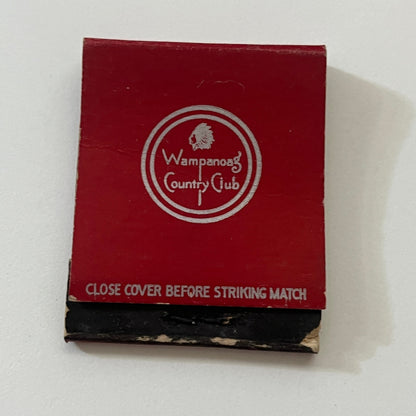 Wampanoag
Country Club
CLOSE COVER BEFORE STRIKING MATCH